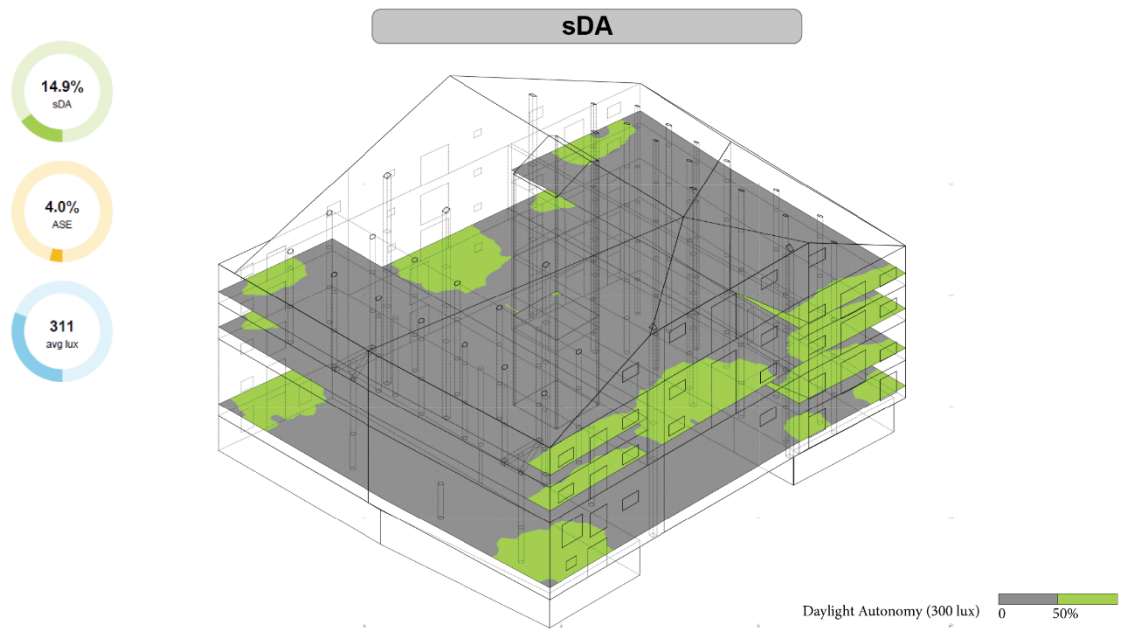 sDA
14.9%
sDA
4.0%
ASE
311
avg lux
Daylight Autonomy (300 lux)
0 50%